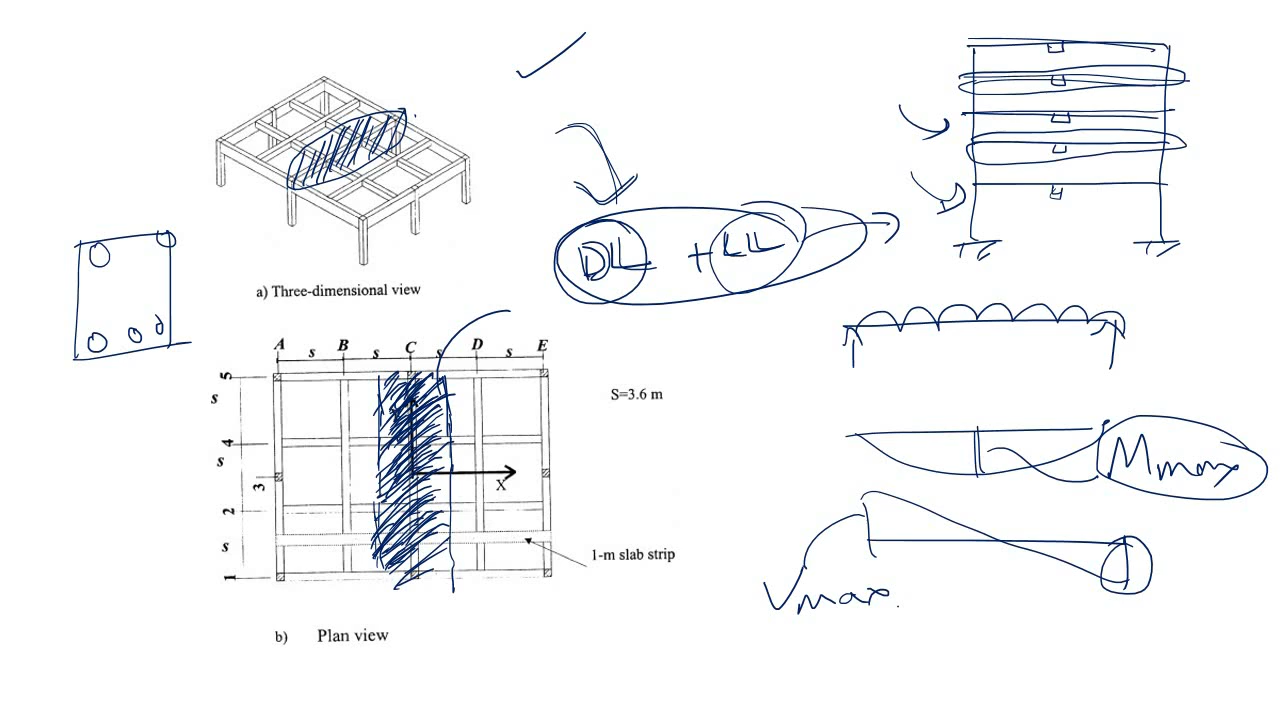 DL + LL
a) Three-dimensional view
A B C D E
s s s s
5
s
4
s
3
2
s
1
S=3.6 m
X
1-m slab strip
b) Plan view
Mmax
Vmax.